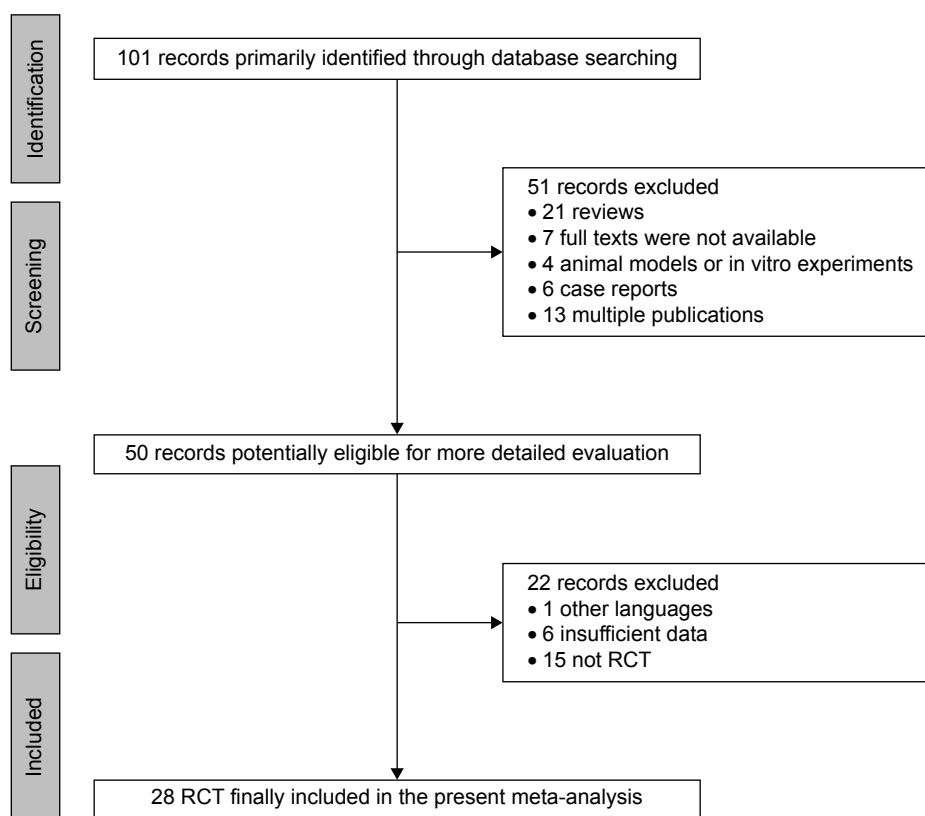 Identification
101 records primarily identified through database searching
Screening
51 records excluded
• 21 reviews
• 7 full texts were not available
• 4 animal models or in vitro experiments
• 6 case reports
• 13 multiple publications
50 records potentially eligible for more detailed evaluation
Eligibility
22 records excluded
• 1 other languages
• 6 insufficient data
• 15 not RCT
Included
28 RCT finally included in the present meta-analysis